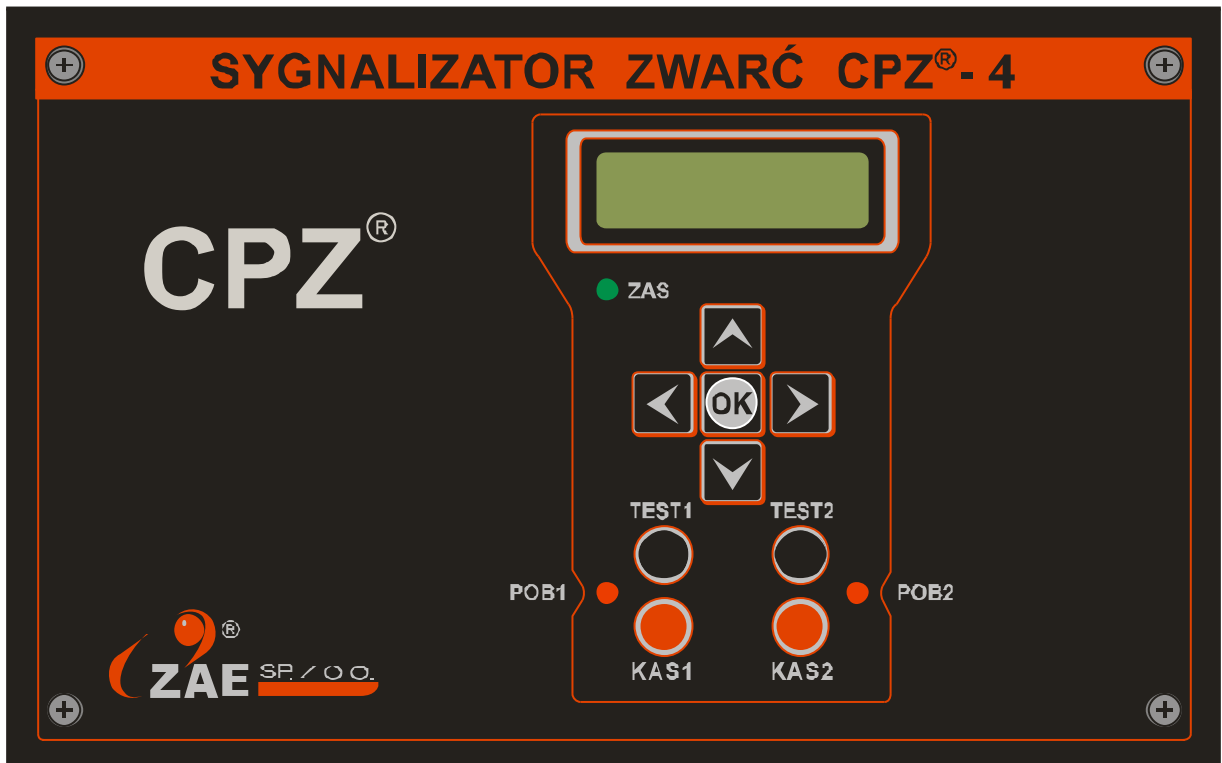 SYGNALIZATOR ZWARĆ CPZ®- 4
CPZ®
ZAS
OK
TEST1 TEST2
POB1 POB2
KAS1 KAS2
®
ZAE SP. Z O O.